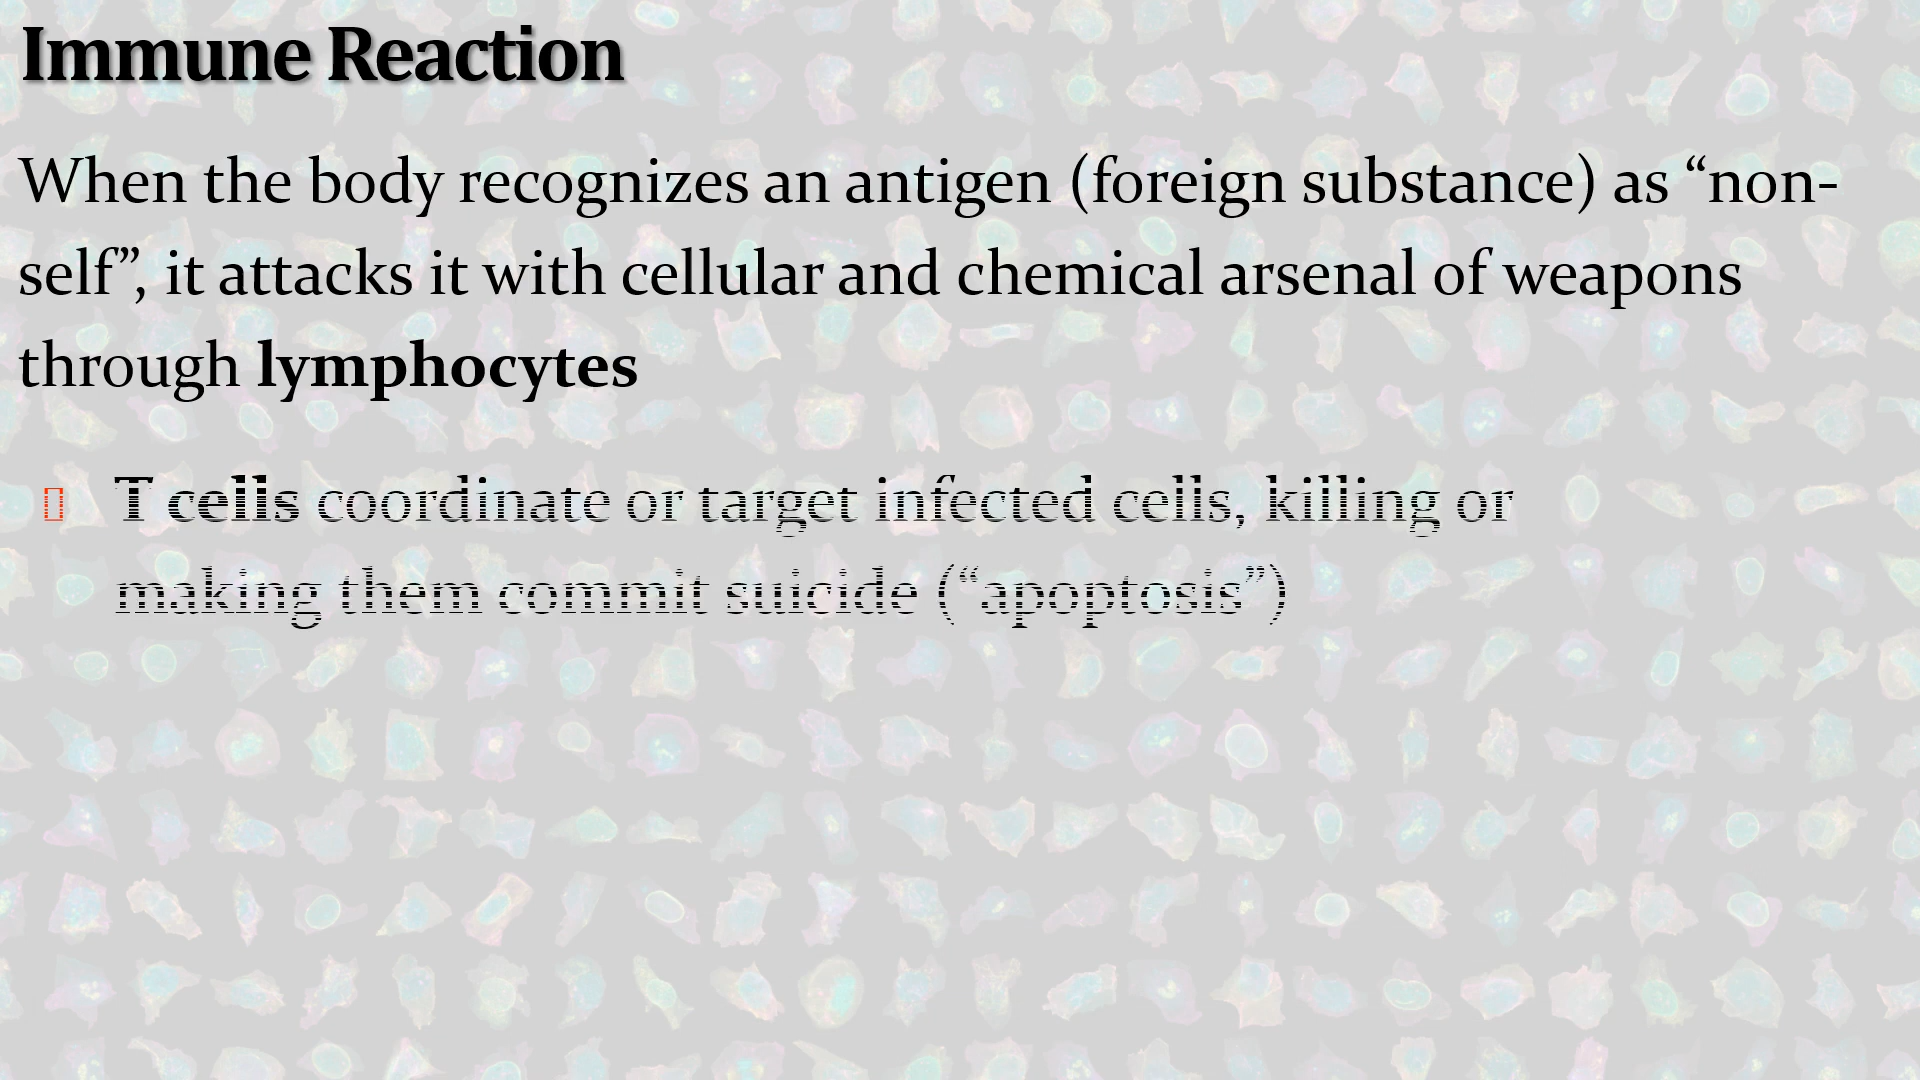 Immune Reaction
When the body recognizes an antigen (foreign substance) as “non-
self”, it attacks it with cellular and chemical arsenal of weapons
through lymphocytes
T cells coordinate or target infected cells, killing or
making them commit suicide (“apoptosis”)